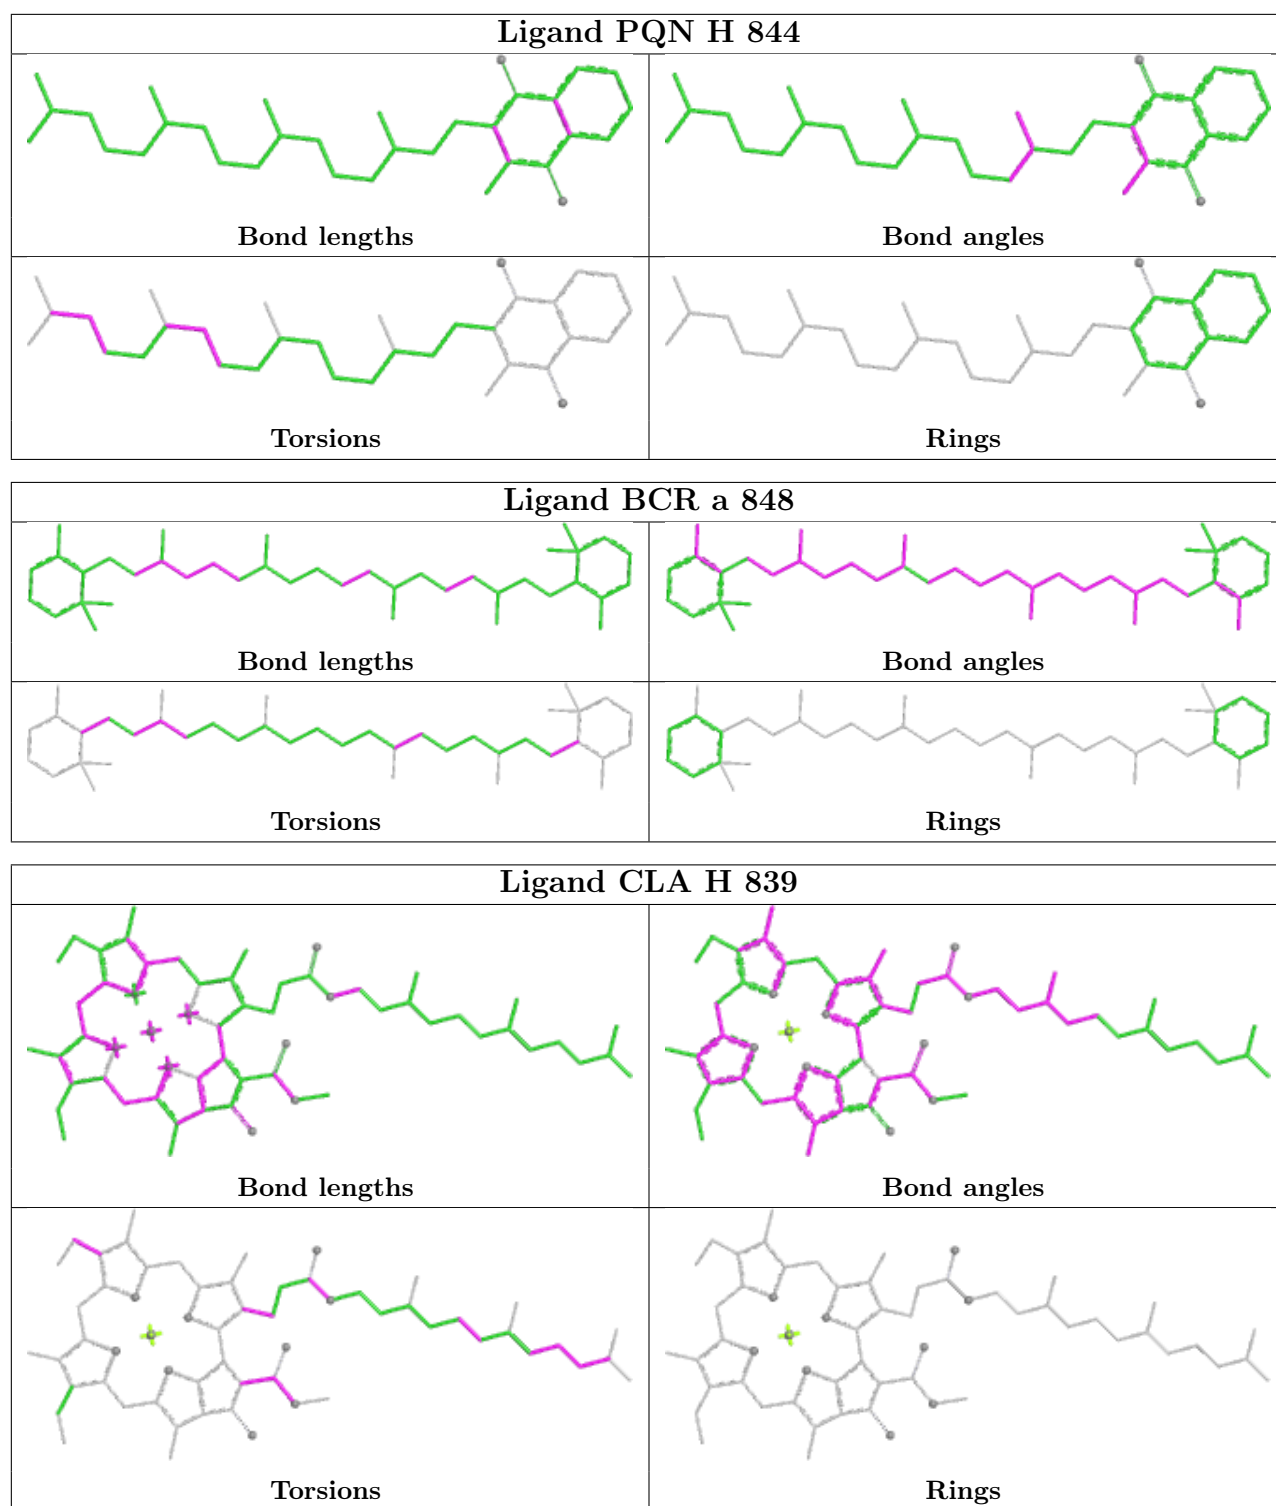 Ligand PQN H 844
Bond lengths
Bond angles
Torsions
Rings
Ligand BCR a 848
Bond lengths
Bond angles
Torsions
Rings
Ligand CLA H 839
Bond lengths
Bond angles
Torsions
Rings